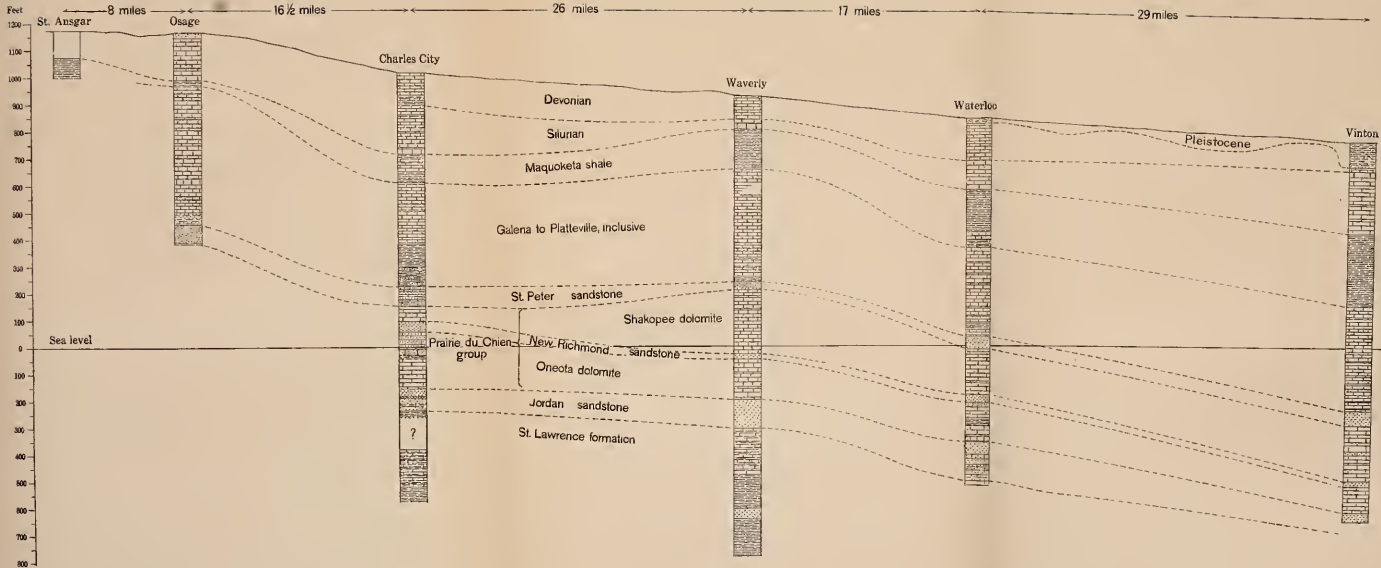 Feet
8 miles
16 ½ miles
26 miles
17 miles
29 miles
St. Ansgar
Osage
Charles City
Waverly
Waterloo
Vinton
1200
1100
1000
900
800
700
600
500
400
300
200
100
0
100
200
300
400
500
600
700
800
Sea level
Devonian
Silurian
Maquoketa shale
Pleistocene
Galena to Platteville, inclusive
St. Peter sandstone
Shakopee dolomite
Prairie du Chien
group
New Richmond sandstone
Oneota dolomite
Jordan sandstone
St. Lawrence formation
?